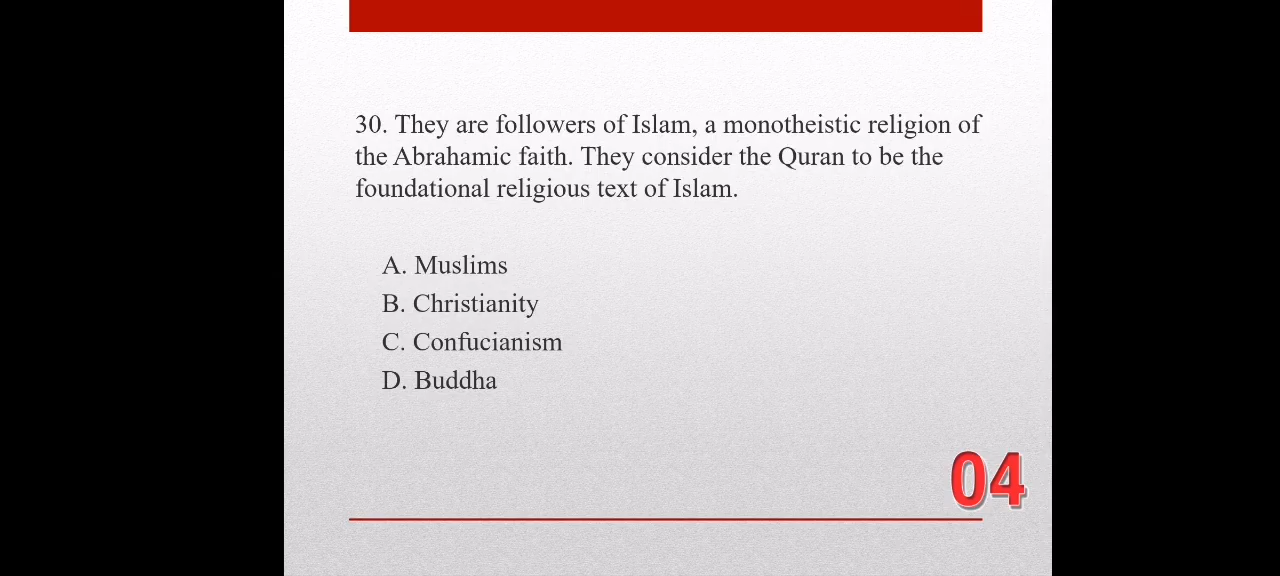 30. They are followers of Islam, a monotheistic religion of
the Abrahamic faith. They consider the Quran to be the
foundational religious text of Islam.
A. Muslims
B. Christianity
C. Confucianism
D. Buddha
04